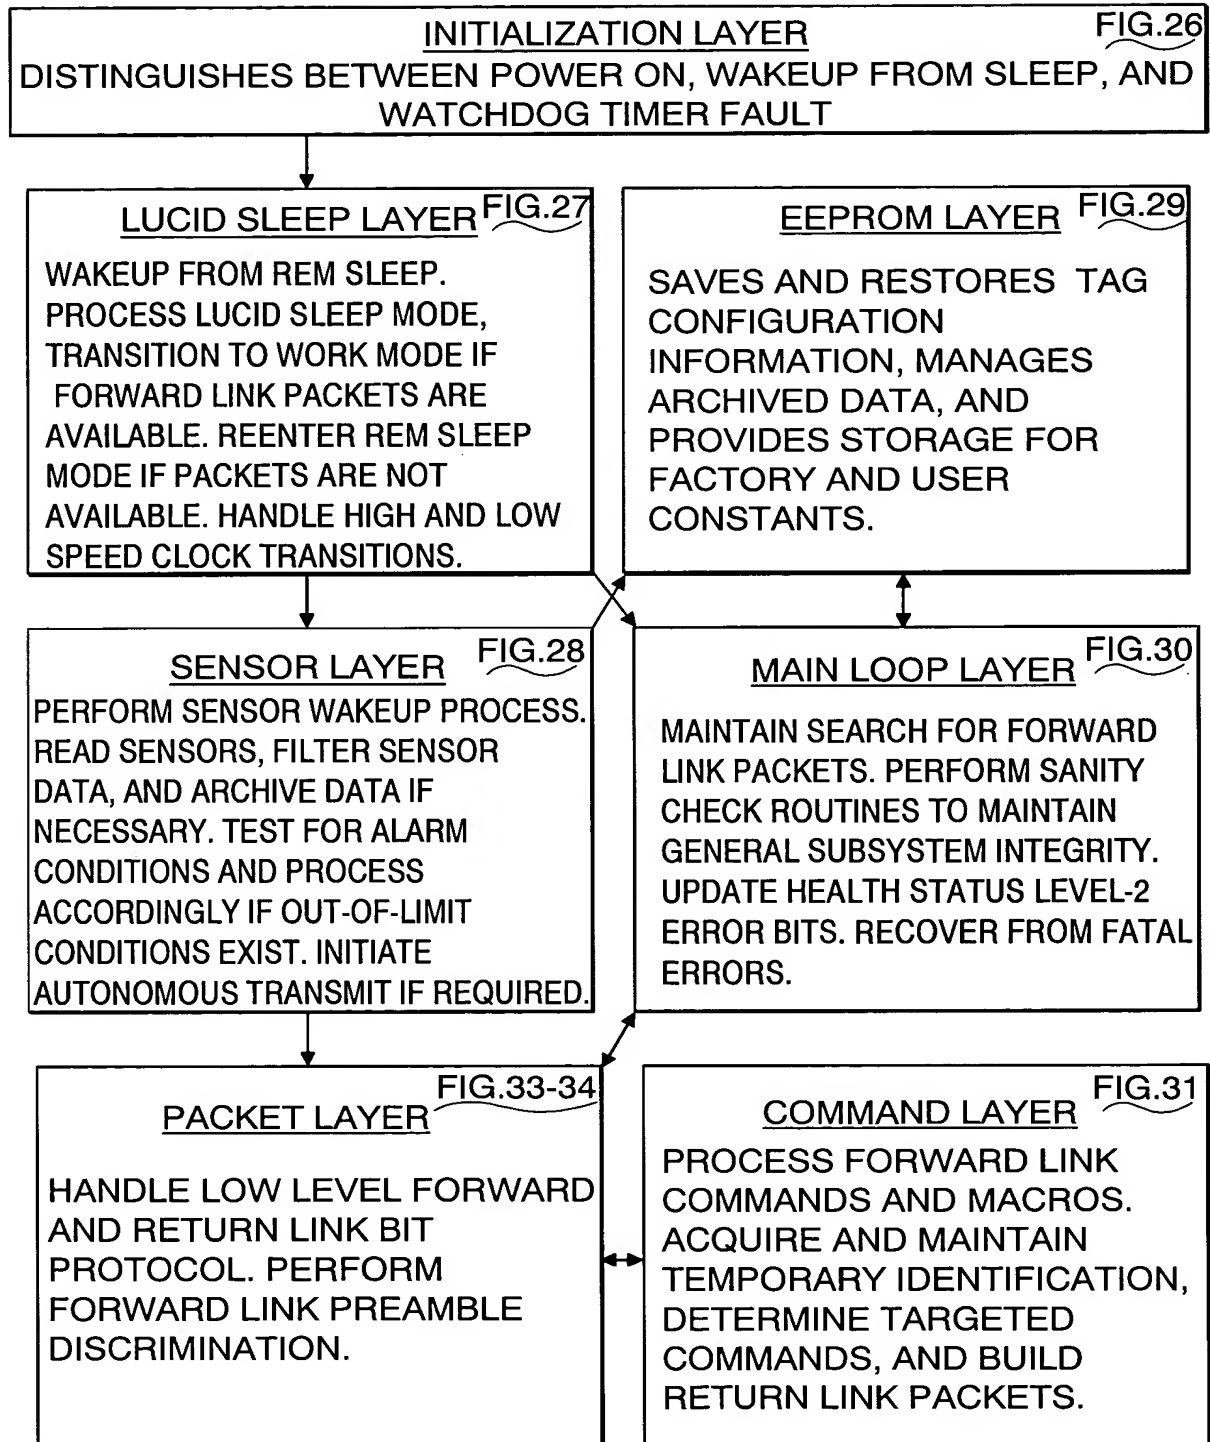 FIG.26
INITIALIZATION LAYER
DISTINGUISHES BETWEEN POWER ON, WAKEUP FROM SLEEP, AND
WATCHDOG TIMER FAULT
LUCID SLEEP LAYER FIG.27
WAKEUP FROM REM SLEEP.
PROCESS LUCID SLEEP MODE,
TRANSITION TO WORK MODE IF
FORWARD LINK PACKETS ARE
AVAILABLE. REENTER REM SLEEP
MODE IF PACKETS ARE NOT
AVAILABLE. HANDLE HIGH AND LOW
SPEED CLOCK TRANSITIONS.
EEPROM LAYER FIG.29
SAVES AND RESTORES TAG
CONFIGURATION
INFORMATION, MANAGES
ARCHIVED DATA, AND
PROVIDES STORAGE FOR
FACTORY AND USER
CONSTANTS.
SENSOR LAYER FIG.28
PERFORM SENSOR WAKEUP PROCESS.
READ SENSORS, FILTER SENSOR
DATA, AND ARCHIVE DATA IF
NECESSARY. TEST FOR ALARM
CONDITIONS AND PROCESS
ACCORDINGLY IF OUT-OF-LIMIT
CONDITIONS EXIST. INITIATE
AUTONOMOUS TRANSMIT IF REQUIRED.
MAIN LOOP LAYER FIG.30
MAINTAIN SEARCH FOR FORWARD
LINK PACKETS. PERFORM SANITY
CHECK ROUTINES TO MAINTAIN
GENERAL SUBSYSTEM INTEGRITY.
UPDATE HEALTH STATUS LEVEL-2
ERROR BITS. RECOVER FROM FATAL
ERRORS.
FIG.33-34
PACKET LAYER
HANDLE LOW LEVEL FORWARD
AND RETURN LINK BIT
PROTOCOL. PERFORM
FORWARD LINK PREAMBLE
DISCRIMINATION.
FIG.31
COMMAND LAYER
PROCESS FORWARD LINK
COMMANDS AND MACROS.
ACQUIRE AND MAINTAIN
TEMPORARY IDENTIFICATION,
DETERMINE TARGETED
COMMANDS, AND BUILD
RETURN LINK PACKETS.